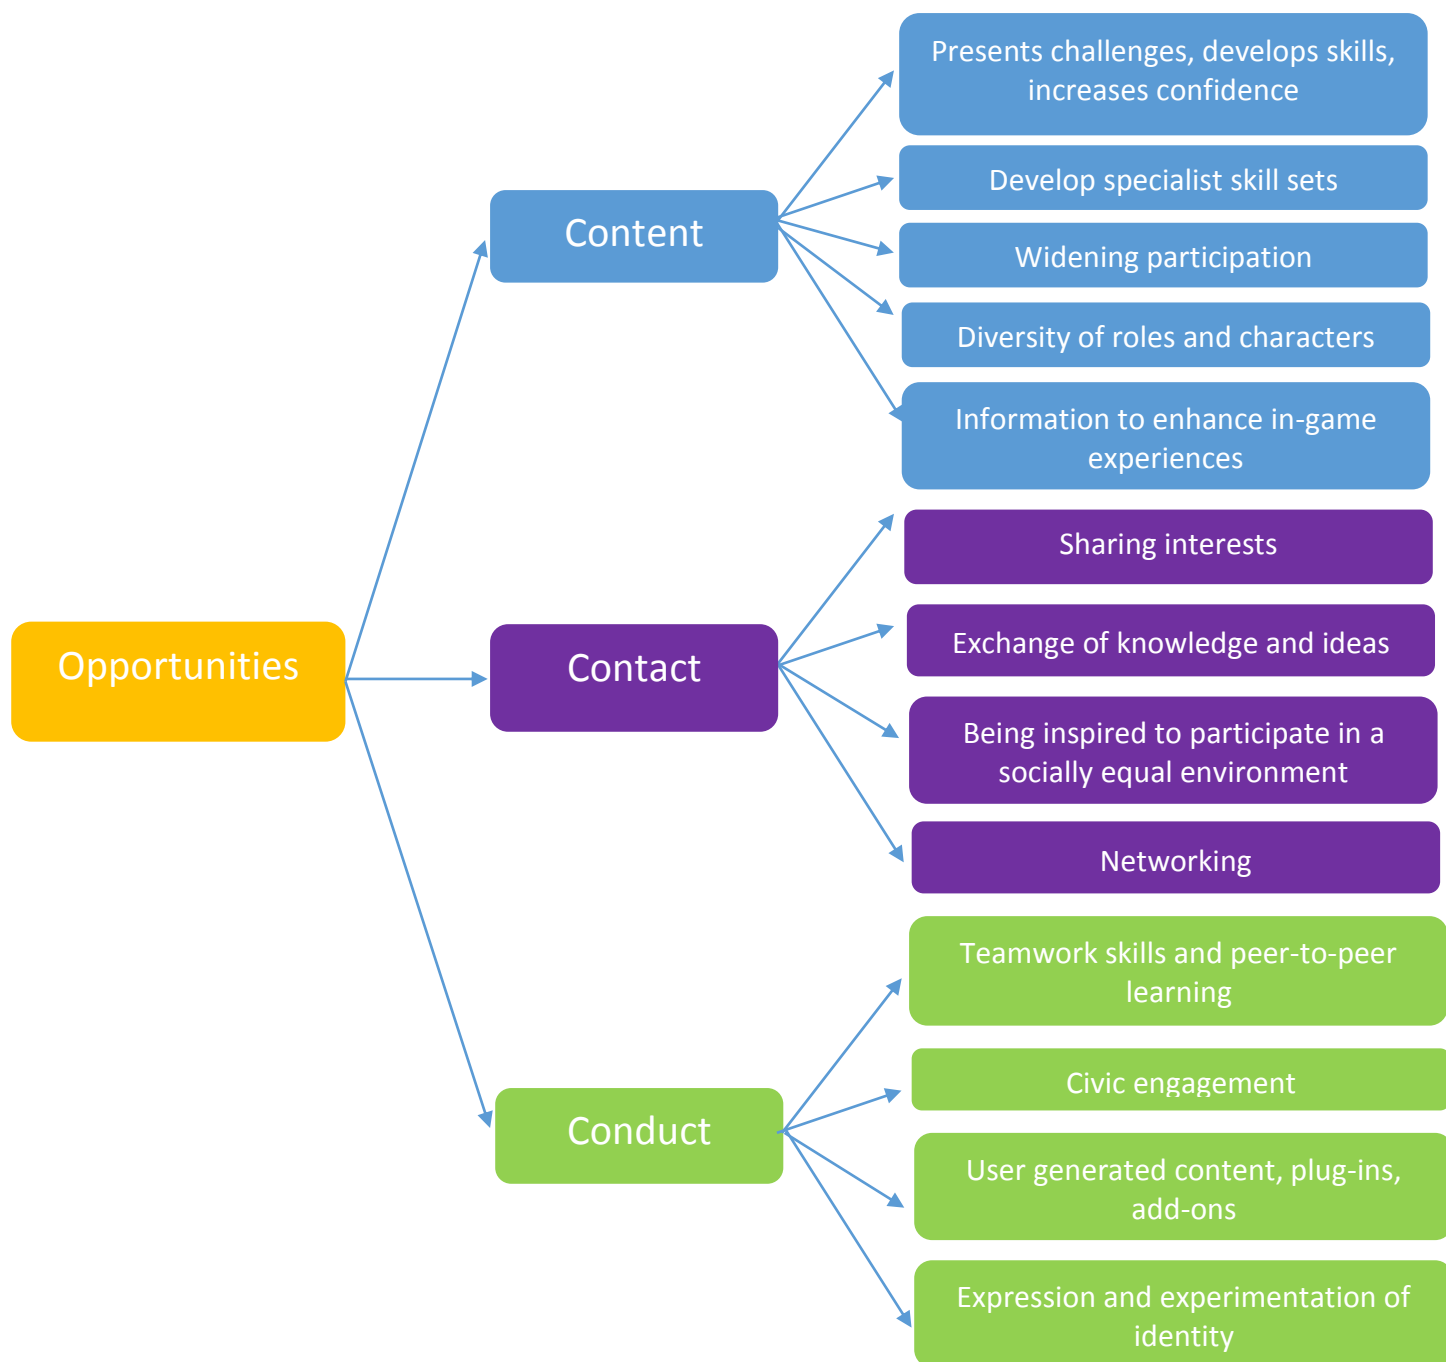 Opportunities
Content
Presents challenges, develops skills,
increases confidence
Develop specialist skill sets
Widening participation
Diversity of roles and characters
Information to enhance in-game
experiences
Contact
Sharing interests
Exchange of knowledge and ideas
Being inspired to participate in a
socially equal environment
Networking
Conduct
Teamwork skills and peer-to-peer
learning
Civic engagement
User generated content, plug-ins,
add-ons
Expression and experimentation of
identity